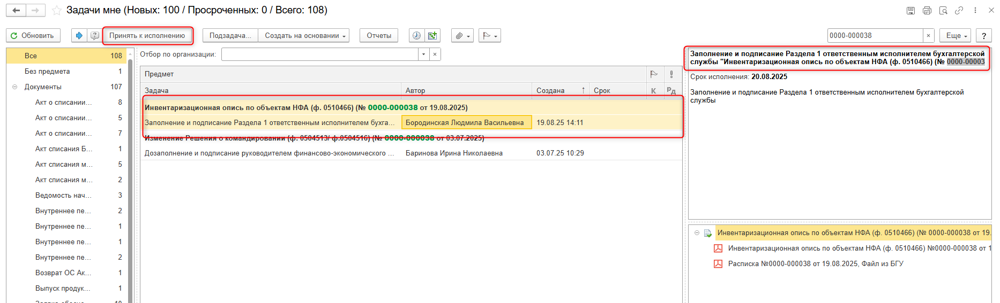 Задачи мне (Новых: 100 / Просроченных: 0 / Всего: 108)
Обновить
Принять к исполнению
Подзадача...
Создать на основании
Отчеты
0000-000038
×
Еще
?
Все 108
Без предмета 1
Документы 107
Акт о списании... 8
Акт о списании... 5
Акт о списании... 7
Акт списания Б... 1
Акт списания м... 5
Акт списания м... 2
Ведомость нач... 3
Внутреннее пе... 2
Внутреннее пе... 1
Внутреннее пе... 1
Внутреннее пе... 2
Возврат ОС Ак... 1
Выпуск продук... 1
Отбор по организации:
Предмет
Задача Автор Создана ↑ Срок К Рд
Инвентаризационная опись по объектам НФА (ф. 0510466) (№ 0000-000038 от 19.08.2025)
Заполнение и подписание Раздела 1 ответственным исполнителем бухга... Бородинская Людмила Васильевна 19.08.25 14:11
Изменение Решения о командировании (ф. 0504513/ ф.0504516) (№ 0000-000038 от 03.07.2025)
Дозаполнение и подписание руководителем финансово-экономического ... Баринова Ирина Николаевна 03.07.25 10:29
Заполнение и подписание Раздела 1 ответственным исполнителем бухгалтерской
службы "Инвентаризационная опись по объектам НФА (ф. 0510466) (№ 0000-00003
Срок исполнения: 20.08.2025
Заполнение и подписание Раздела 1 ответственным исполнителем бухгалтерской
службы
Инвентаризационная опись по объектам НФА (ф. 0510466) (№ 0000-000038 от 19.
Инвентаризационная опись по объектам НФА (ф. 0510466) №0000-000038 от 1
Расписка №0000-000038 от 19.08.2025, Файл из БГУ